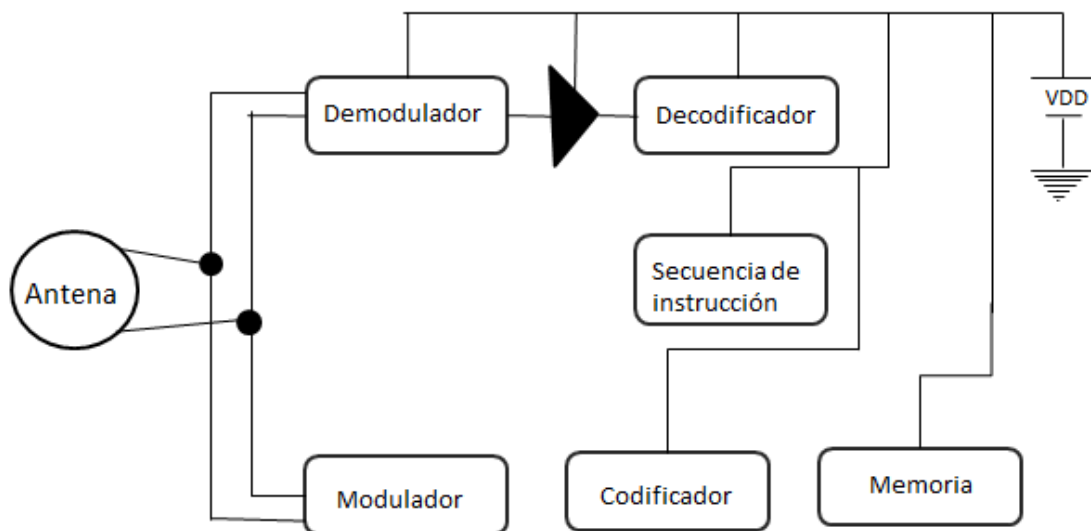 VDD
Demodulador
Decodificador
Secuencia de
instrucción
Antena
Modulador
Codificador
Memoria